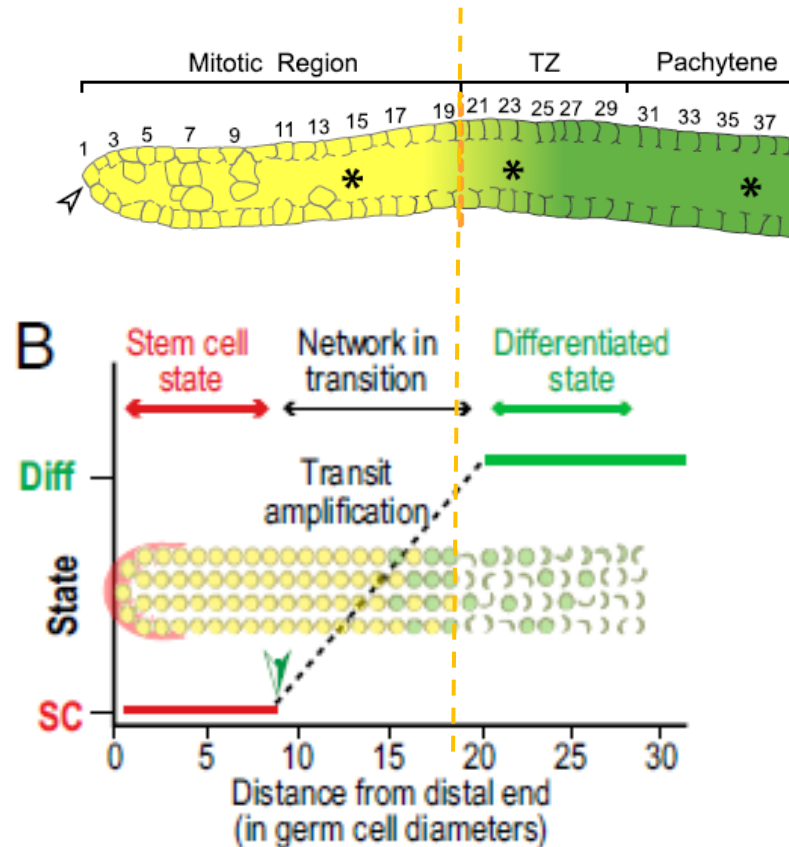 Mitotic Region TZ Pachytene
1 3 5 7 9 11 13 15 17 19 21 23 25 27 29 31 33 35 37
* * *
B
Stem cell
state
Network in
transition
Differentiated
state
Diff
Transit
amplification
State
SC
0 5 10 15 20 25 30
Distance from distal end
(in germ cell diameters)